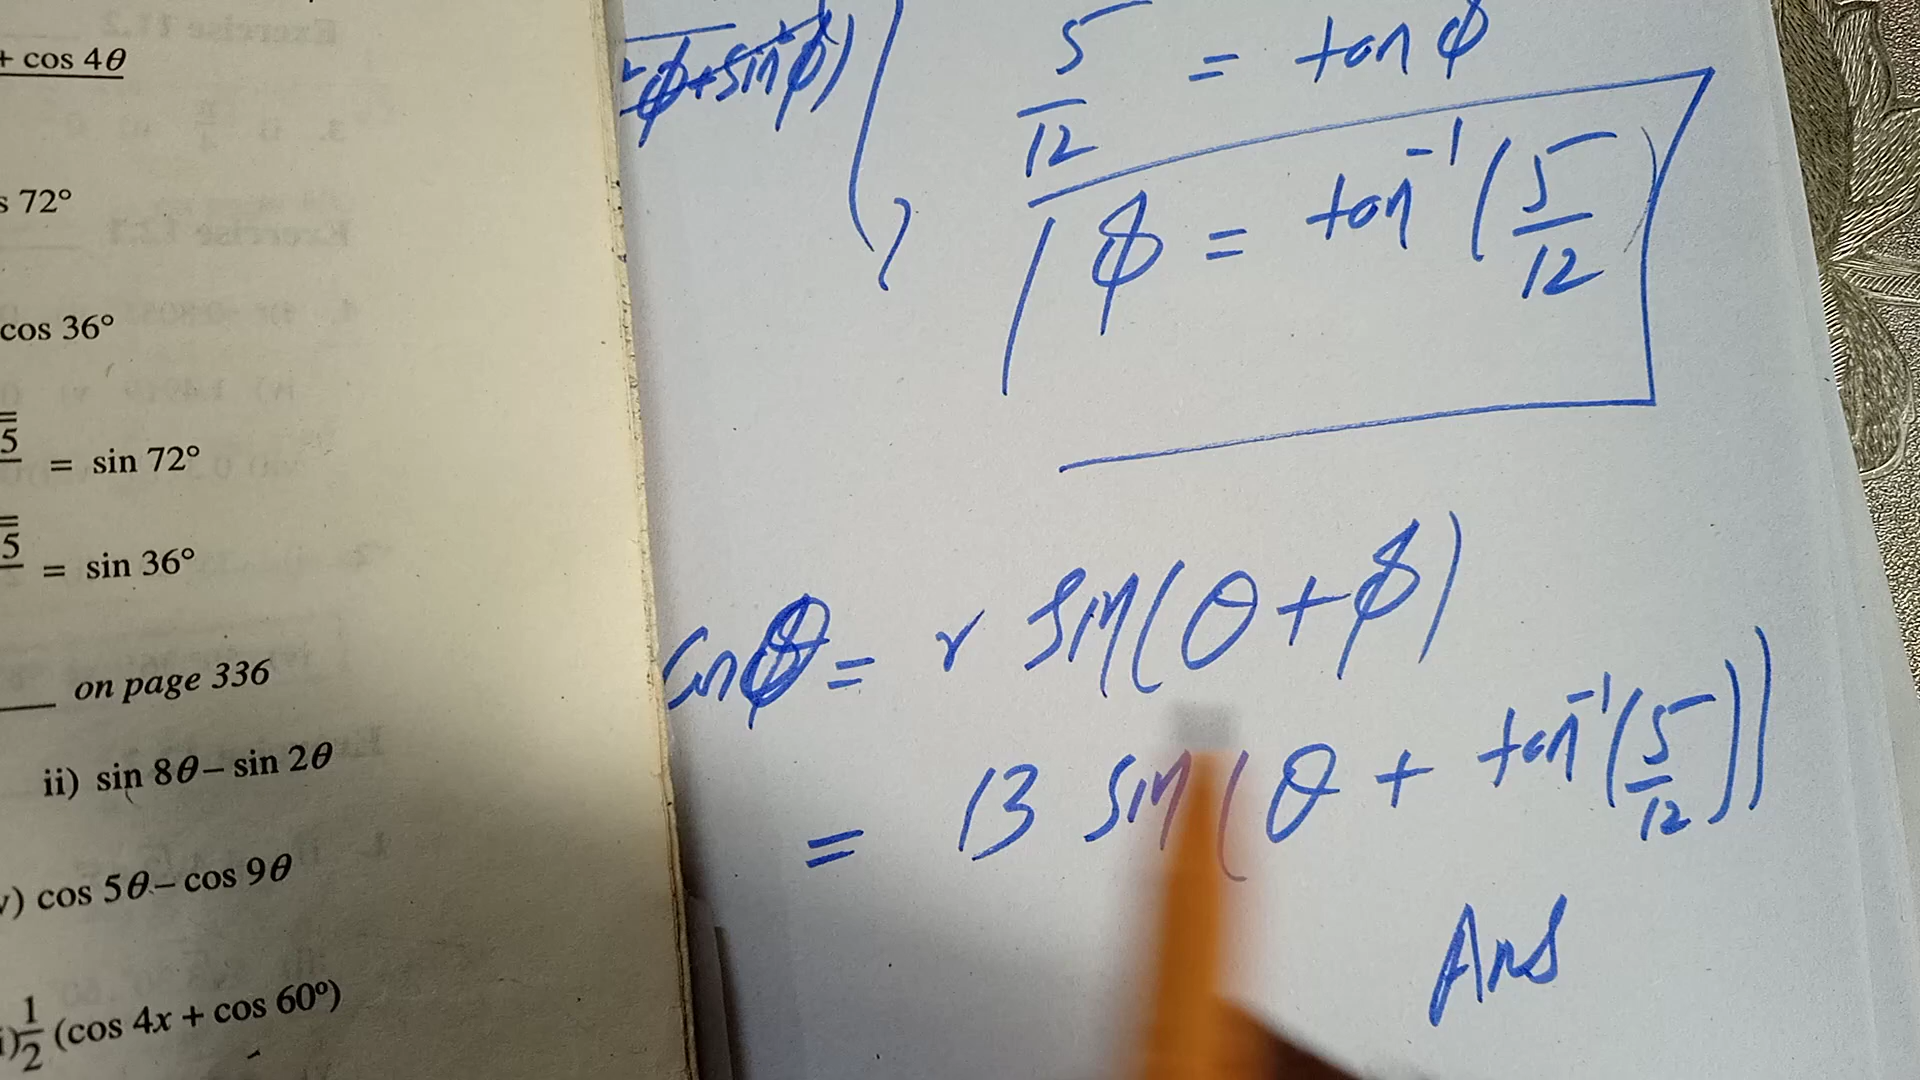 + cos 4θ
s 72°
cos 36°
5 = sin 72°
5 = sin 36°
on page 336
ii) sin 8θ – sin 2θ
v) cos 5θ – cos 9θ
i) 1/2 (cos 4x + cos 60°)
ϕ + sin ϕ)
5/12 = tan ϕ
ϕ = tan⁻¹ (5/12)
= r sin(θ + ϕ)
= 13 sin(θ + tan⁻¹(5/12))
Ans